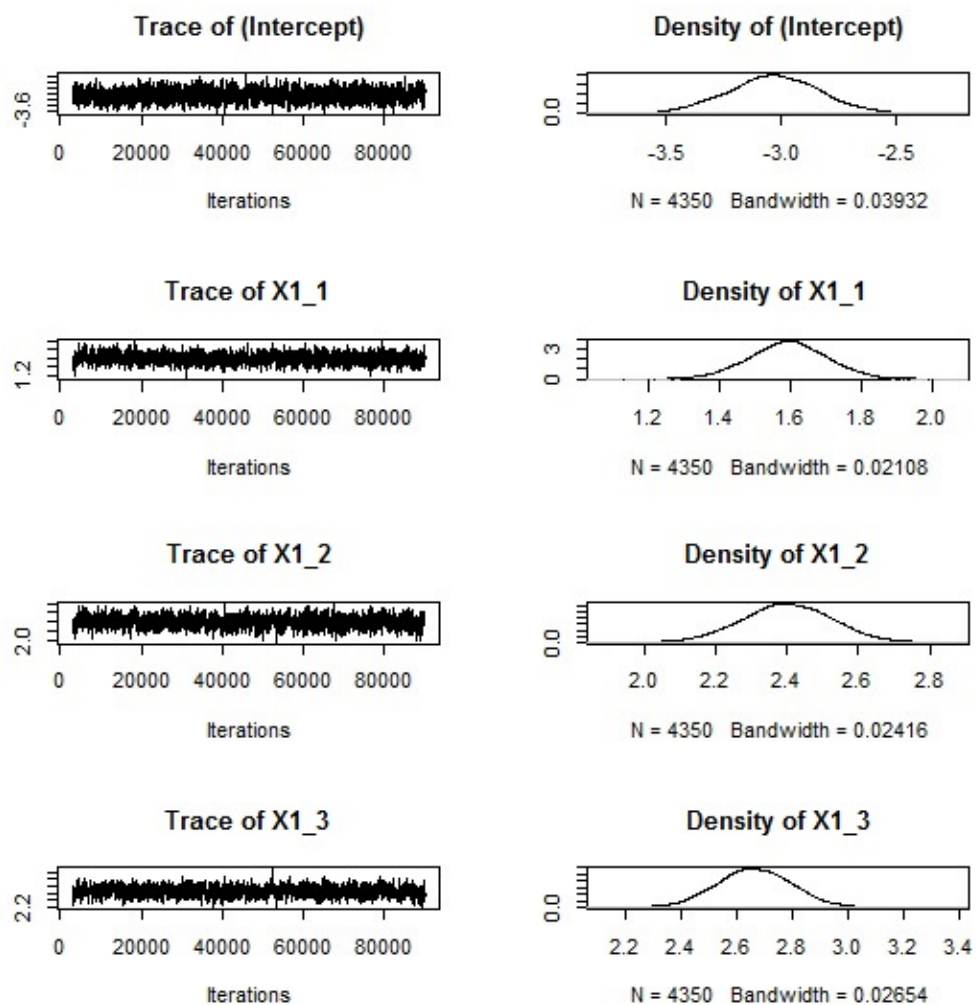 Trace of (Intercept)
Density of (Intercept)
-3.6
0 20000 40000 60000 80000
Iterations
0.0
-3.5 -3.0 -2.5
N = 4350 Bandwidth = 0.03932
Trace of X1_1
Density of X1_1
1.2
0 20000 40000 60000 80000
Iterations
0 3
1.2 1.4 1.6 1.8 2.0
N = 4350 Bandwidth = 0.02108
Trace of X1_2
Density of X1_2
2.0
0 20000 40000 60000 80000
Iterations
0.0
2.0 2.2 2.4 2.6 2.8
N = 4350 Bandwidth = 0.02416
Trace of X1_3
Density of X1_3
2.2
0 20000 40000 60000 80000
Iterations
0.0
2.2 2.4 2.6 2.8 3.0 3.2 3.4
N = 4350 Bandwidth = 0.02654